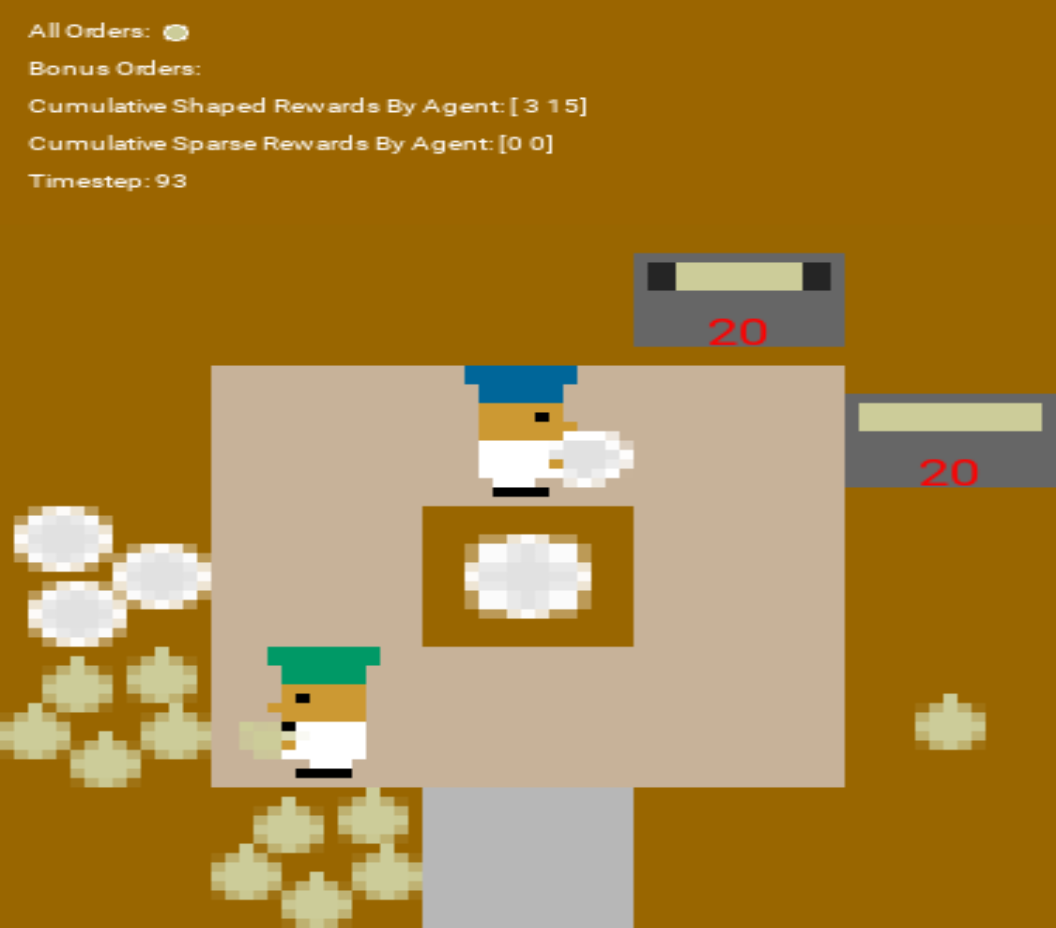 All Orders:
Bonus Orders:
Cumulative Shaped Rewards By Agent: [ 3 15]
Cumulative Sparse Rewards By Agent: [0 0]
Timestep: 93
20
20